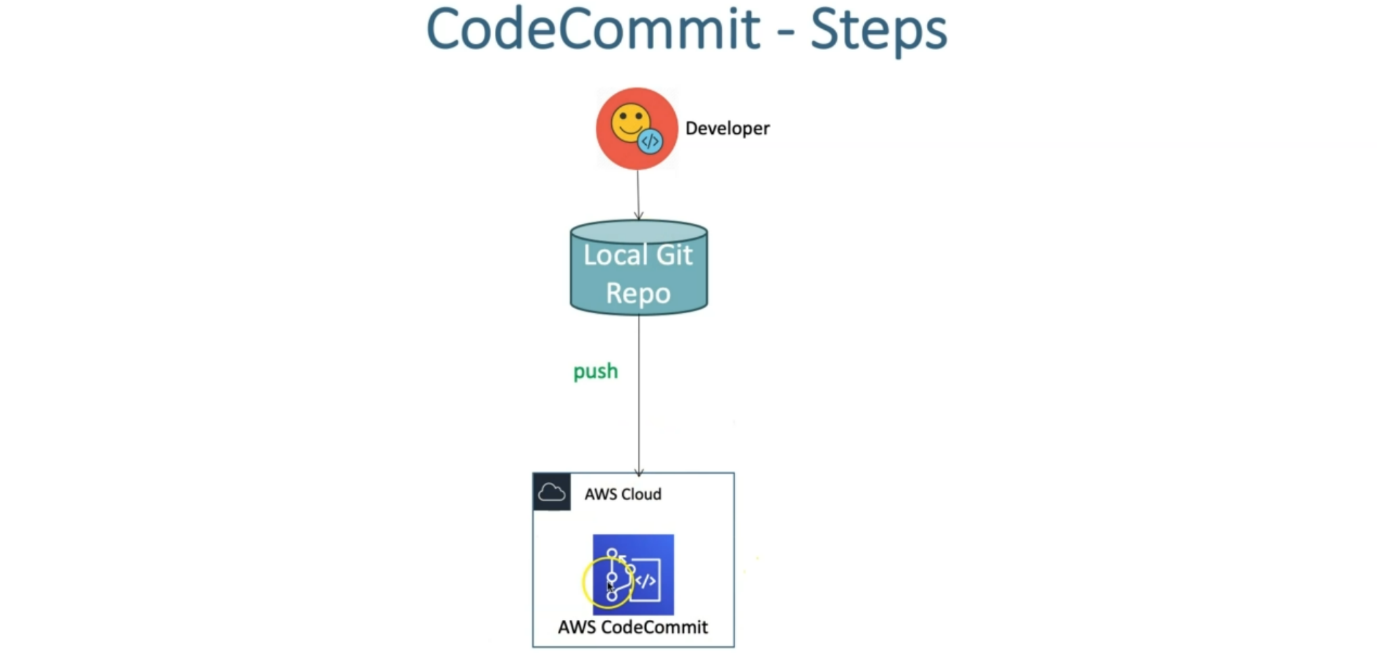 CodeCommit - Steps
</>
Developer
Local Git
Repo
push
AWS Cloud
</>
AWS CodeCommit